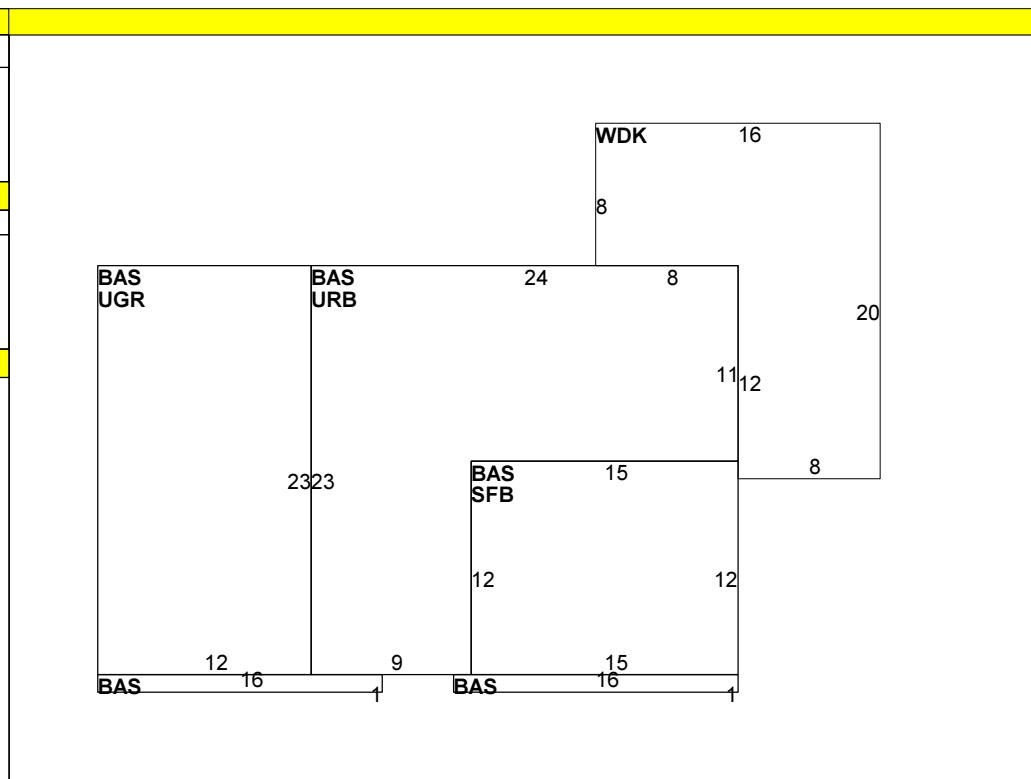 WDK 16
8
BAS BAS 24 8
UGR URB
20
11
12
BAS 15 8
SFB
23 23
12 12
12 9 15
BAS 16 1 BAS 16 1